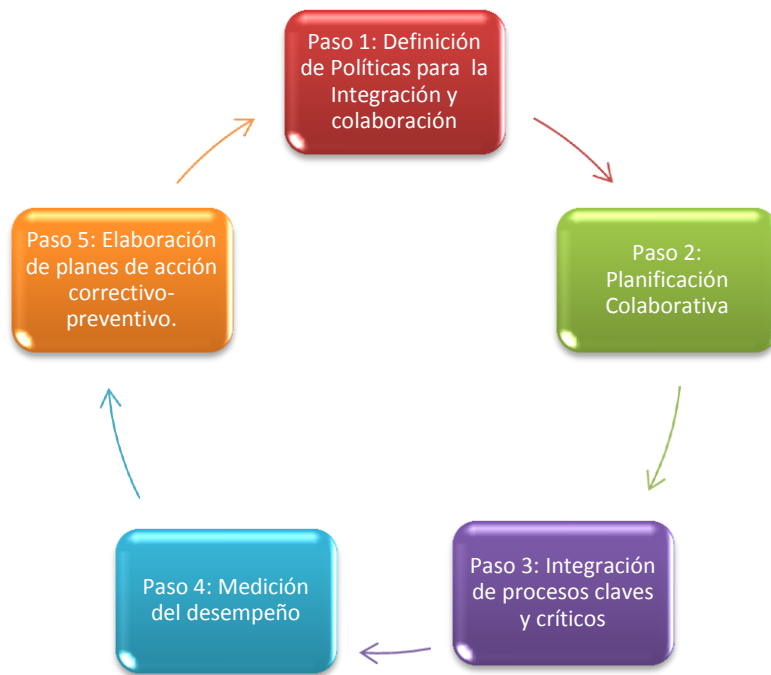 Paso 1: Definición
de Políticas para la
Integración y
colaboración
Paso 2:
Planificación
Colaborativa
Paso 3: Integración
de procesos claves
y críticos
Paso 4: Medición
del desempeño
Paso 5: Elaboración
de planes de acción
correctivo-
preventivo.